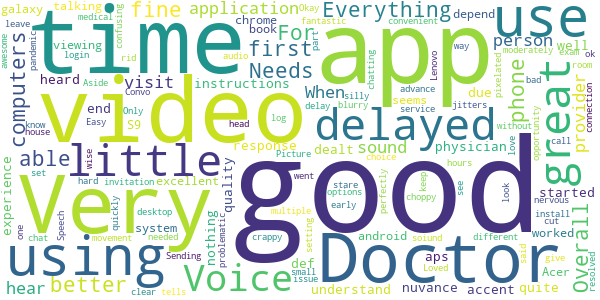 galaxy talking fine application Everything
medical Okay fantastic convenient
awesome pandemic confusing
leave part
time app use
viewing chrome For first Needs
login rid audio book
chatting
depend person way well
exam ok
moderately bad
pixelated
computers
heard Aside visit When seems due
Only Lenovo silly advance jitters
phone provider room
great
instructions
video delayed
know house Convo
Easy end S9 log
delay blurry service without
opportunity call connection
able little response head
wise dealt sound physician
quality Picture
love
set hard invitation excellent
experience
Very good Doctor
choice hours
went stare options early
perfectly choppy keep see look
nervous cut
Overall started
install worked
one Speech quickly desktop
chat movement needed system
problematic crappy nothing
multiple setting def
android soiund different said give
resolved
using Voice
small issue aps nuvance accent Acer
Sending Loved
hear better clear tells understand quite